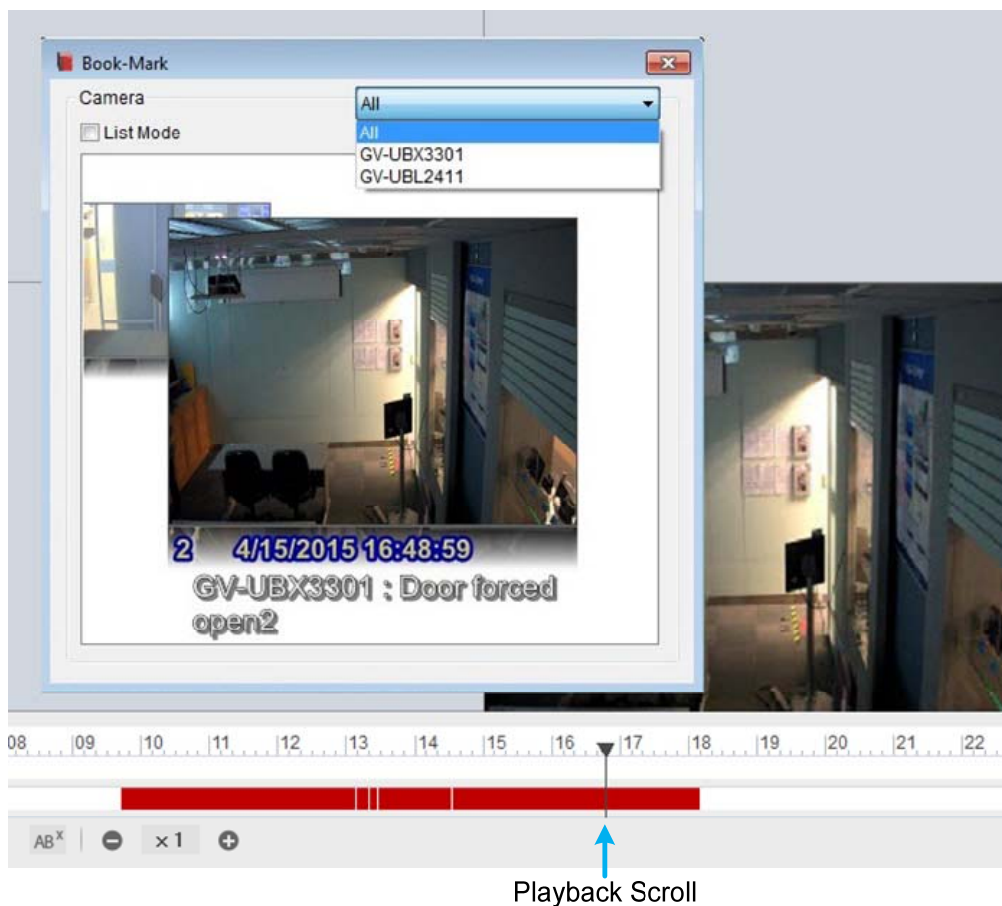 Book-Mark
Camera
All
List Mode
All
GV-UBX3301
GV-UBL2411
2 4/15/2015 16:48:59
GV-UBX3301 : Door forced
open2
08 09 10 11 12 13 14 15 16 17 18 19 20 21 22
ABX
×1
Playback Scroll